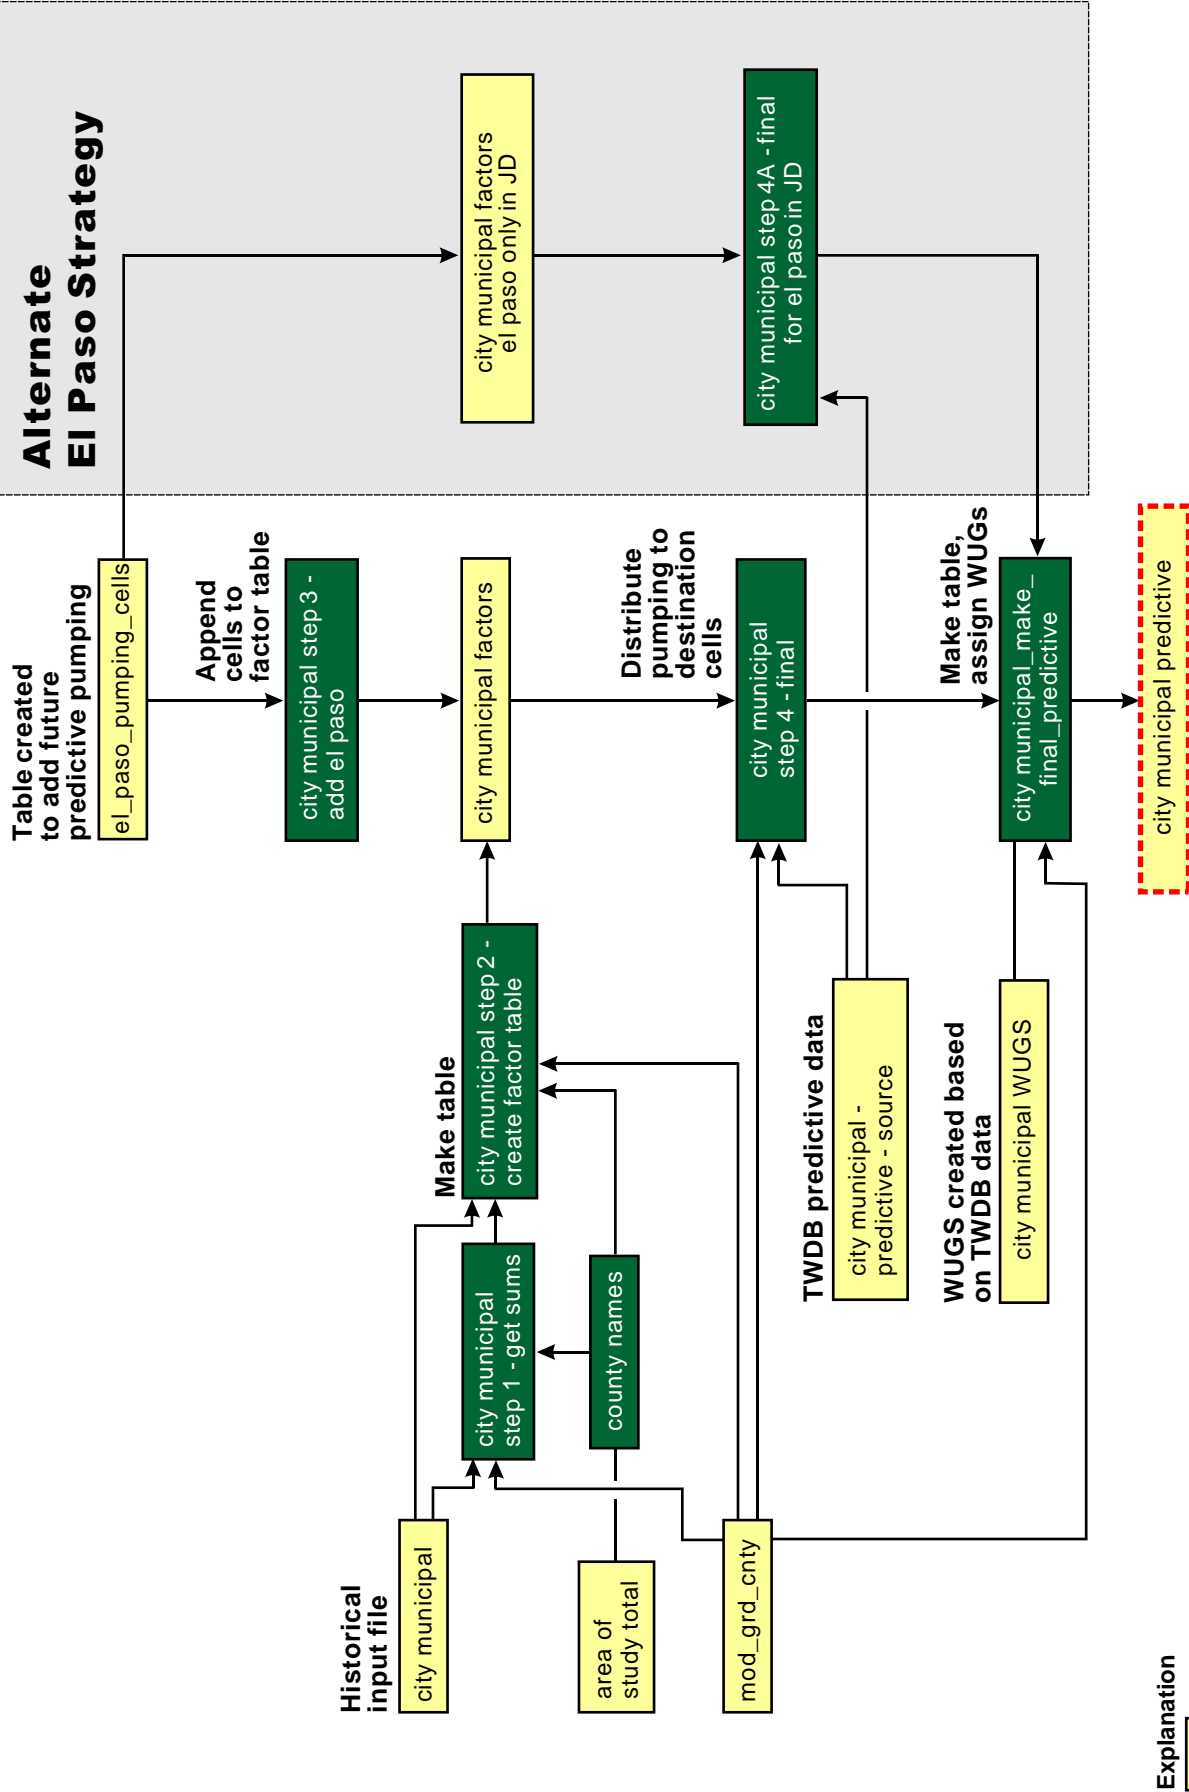 Alternate
El Paso Strategy
Table created
to add future
predictive pumping
el_paso_pumping_cells
Append
cells to
factor table
city municipal step 3 -
add el paso
city municipal factors
city municipal factors
el paso only in JD
Distribute
pumping to
destination
cells
city municipal
step 4 - final
city municipal step 4A - final
for el paso in JD
Make table,
assign WUGs
city municipal_make_
final_predictive
city municipal predictive
Make table
city municipal step 2 -
create factor table
city municipal
step 1 - get sums
county names
Historical
input file
city municipal
area of
study total
mod_grd_cnty
TWDB predictive data
city municipal -
predictive - source
WUGS created based
on TWDB data
city municipal WUGS
Explanation